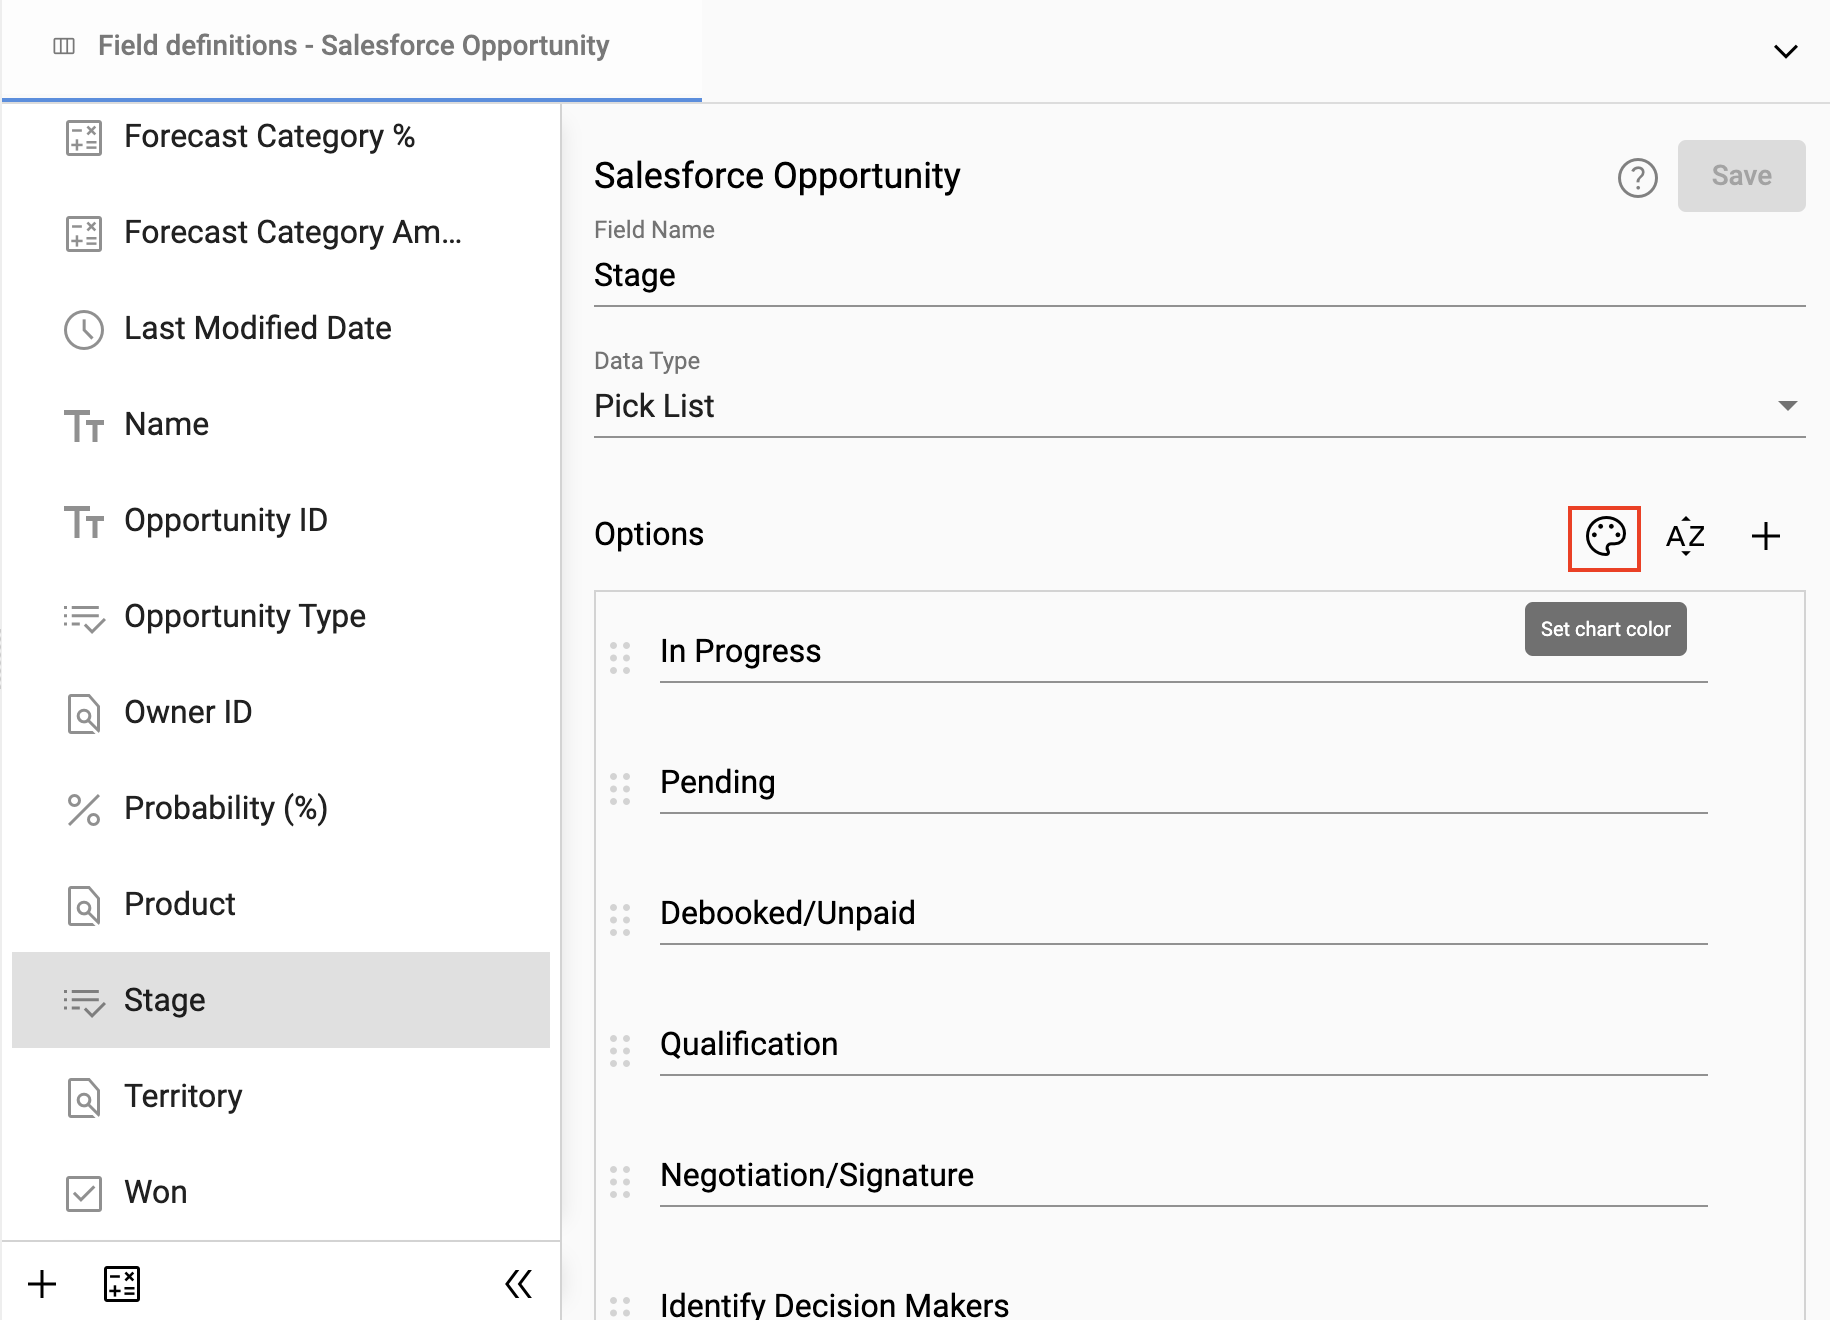 Field definitions - Salesforce Opportunity
Forecast Category %
Forecast Category Am...
Last Modified Date
Name
Opportunity ID
Opportunity Type
Owner ID
Probability (%)
Product
Stage
Territory
Won
Salesforce Opportunity
Save
Field Name
Stage
Data Type
Pick List
Options
AZ
Set chart color
In Progress
Pending
Debooked/Unpaid
Qualification
Negotiation/Signature
Identify Decision Makers